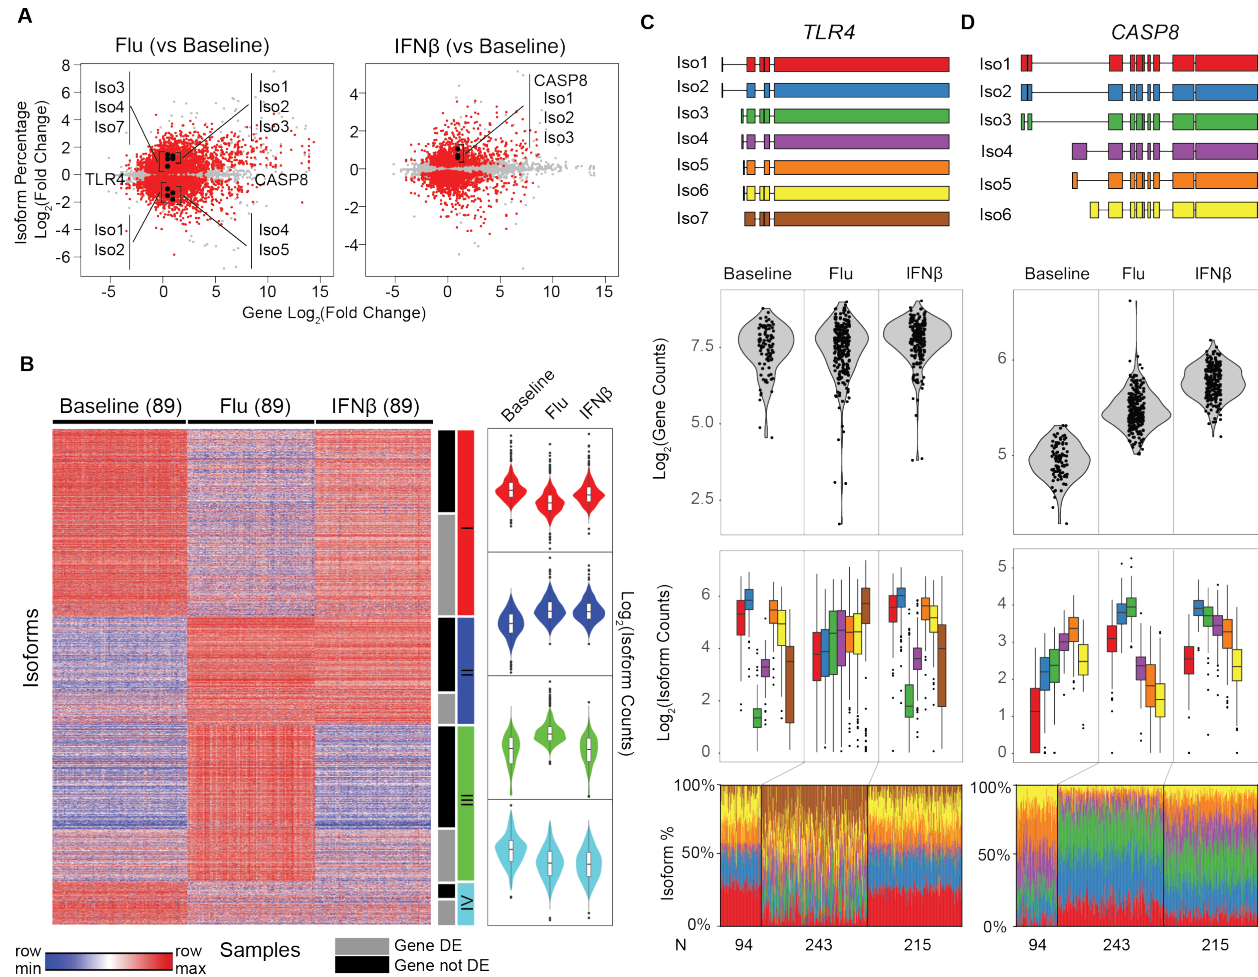 A
Flu (vs Baseline)
IFNβ (vs Baseline)
Isoform Percentage
Log2(Fold Change)
8
6
4
2
0
-2
-4
-6
Iso3
Iso4
Iso7
Iso1
Iso2
Iso3
TLR4
CASP8
Iso1
Iso2
Iso4
Iso5
-5
0
5
10
15
4
2
0
-2
-4
CASP8
Iso1
Iso2
Iso3
-5
0
5
10
15
Gene Log2(Fold Change)
B
Baseline (89)
Flu (89)
IFNβ (89)
Isoforms
I
II
III
IV
Baseline
Flu
IFNβ
Log2(Isoform Counts)
row
min
row
max
Samples
Gene DE
Gene not DE
C
TLR4
Iso1
Iso2
Iso3
Iso4
Iso5
Iso6
Iso7
Baseline
Flu
IFNβ
Log2(Gene Counts)
7.5
5.0
2.5
Log2(Isoform Counts)
6
4
2
0
Isoform %
100%
50%
0%
N
94
243
215
D
CASP8
Iso1
Iso2
Iso3
Iso4
Iso5
Iso6
Baseline
Flu
IFNβ
6
5
5
4
3
2
1
0
100%
50%
0%
94
243
215